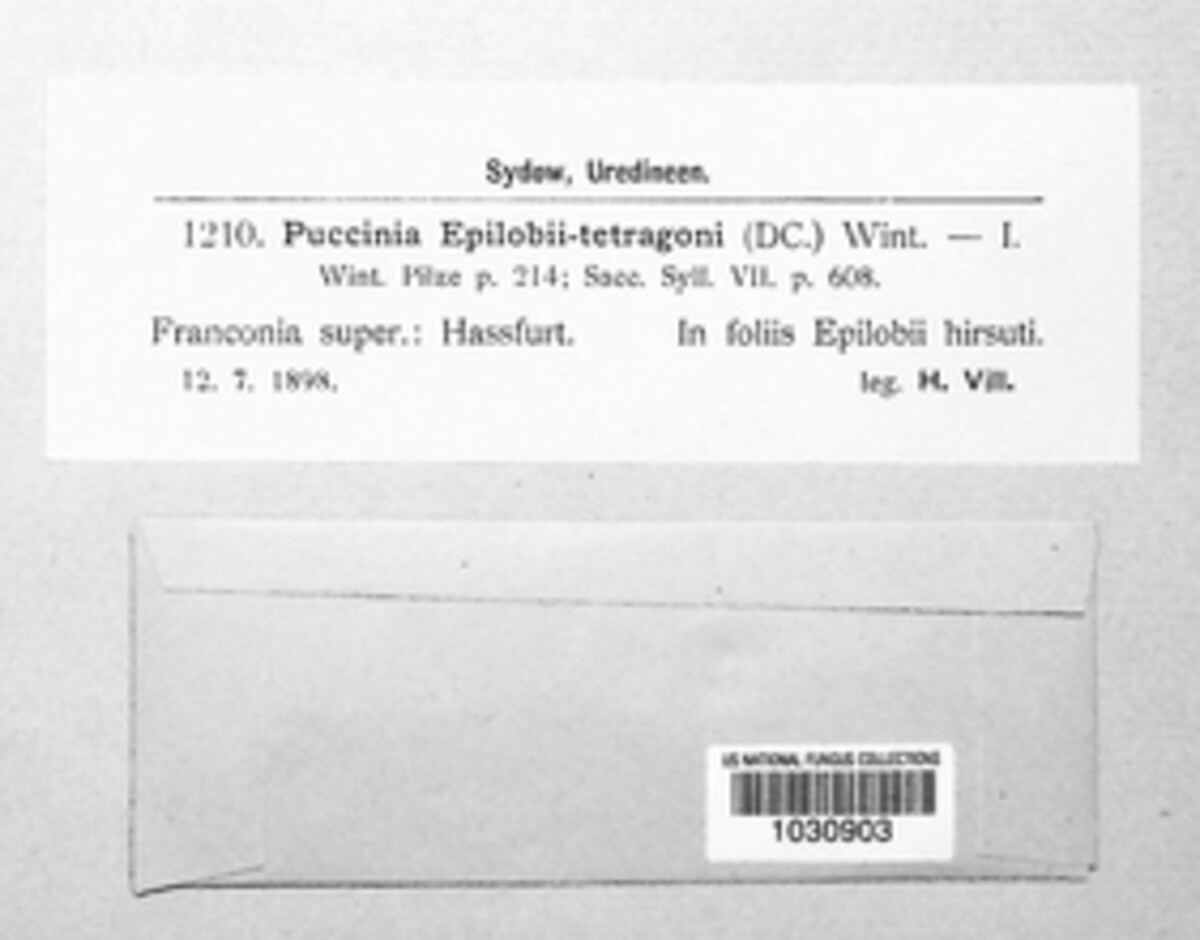 Sydow, Uredineen.
1210. Puccinia Epilobii-tetragoni (DC.) Wint. — I.
Wint. Pilze p. 214; Sacc. Syll. VII. p. 608.
Franconia super.: Hassfurt. In foliis Epilobii hirsuti.
12. 7. 1898. leg. H. Vill.
US NATIONAL FUNGUS COLLECTIONS
1030903